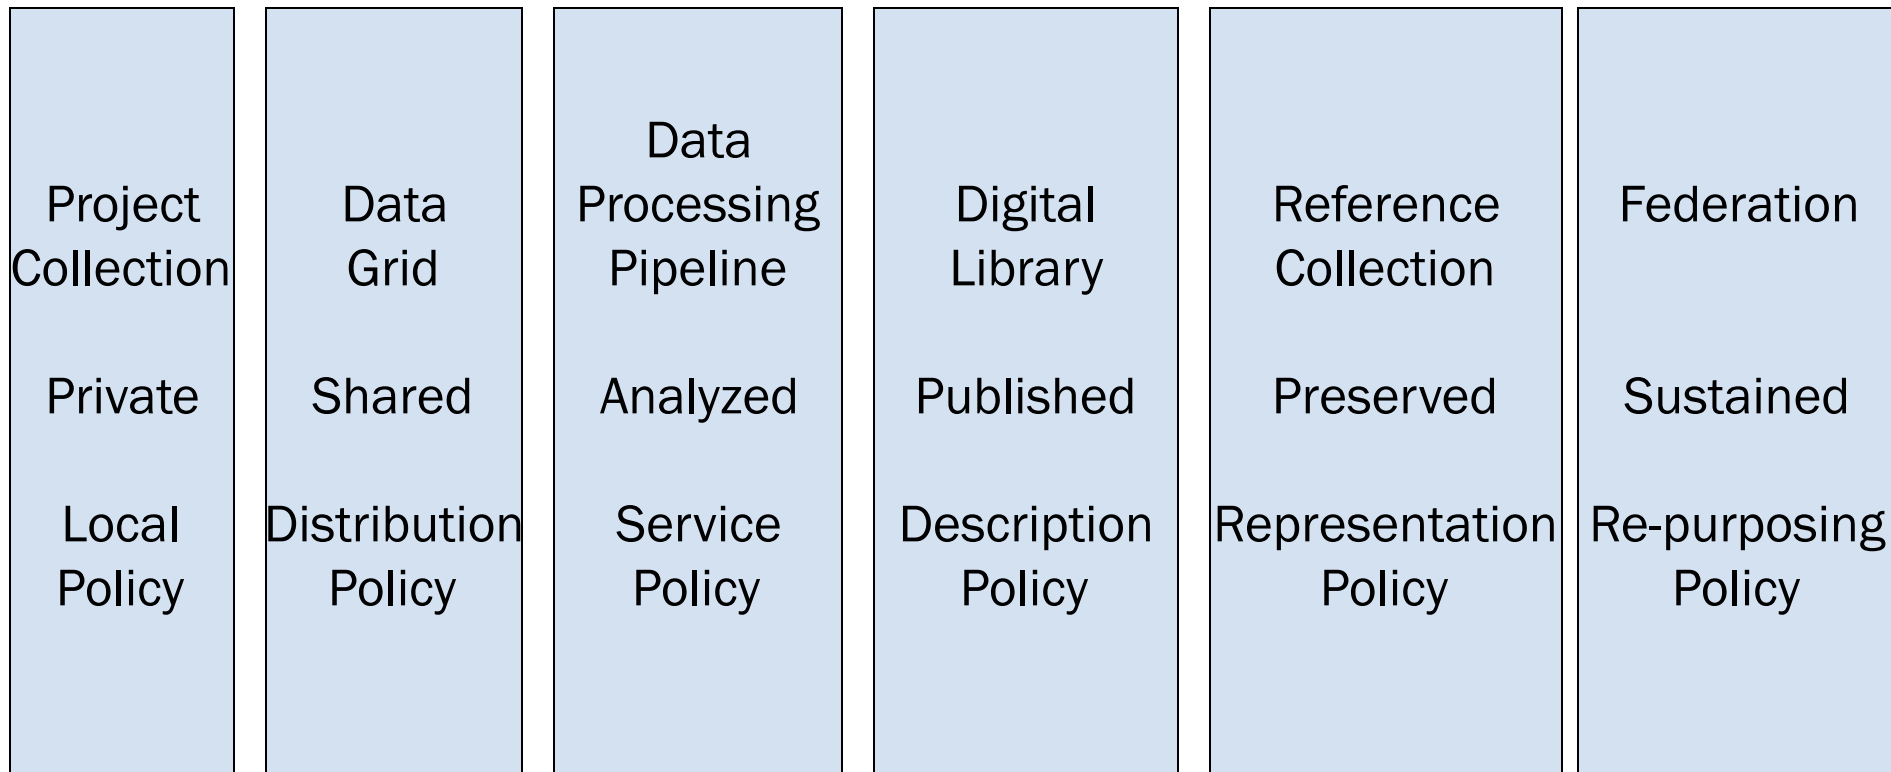 Project
Collection
Private
Local
Policy
Data
Grid
Shared
Distribution
Policy
Data
Processing
Pipeline
Analyzed
Service
Policy
Digital
Library
Published
Description
Policy
Reference
Collection
Preserved
Representation
Policy
Federation
Sustained
Re-purposing
Policy